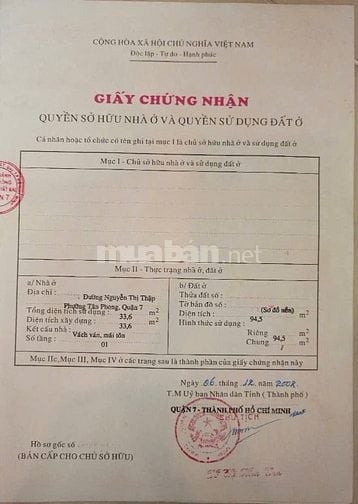 CỘNG HÒA XÃ HỘI CHỦ NGHĨA VIỆT NAM
Độc lập - Tự do - Hạnh phúc
GIẤY CHỨNG NHẬN
QUYỀN SỞ HỮU NHÀ Ở VÀ QUYỀN SỬ DỤNG ĐẤT Ở
Cá nhân hoặc tổ chức có tên ghi tại mục I là chủ sở hữu nhà ở và sử dụng đất ở
Mục I - Chủ sở hữu nhà ở và sử dụng đất ở
muaban.net
Mục II - Thực trạng nhà ở, đất ở
a/ Nhà ở
Địa chỉ :
Đường Nguyễn Thị Thập
Phường Tân Phong, Quận 7
Tổng diện tích sử dụng : 33,6 m2
Diện tích xây dựng : 33,6 m2
Kết cấu nhà : Vách ván, mái tôn
Số tầng : 01
b/ Đất ở
Thửa đất số :
Tờ bản đồ số : (Sơ đồ nền)
Diện tích : 94,5 m2
Hình thức sử dụng :
Riêng 94,5 m2
Chung / m2
Mục IIc, Mục III, Mục IV ở các trang sau là thành phần của giấy chứng nhận này
Ngày 06 tháng 12 năm 2002
T.M Uỷ ban Nhân dân Tỉnh ( Thành phố )
QUẬN 7 - THÀNH PHỐ HỒ CHÍ MINH
CHỦ TỊCH
Hồ sơ gốc số
(BẢN CẤP CHO CHỦ SỞ HỮU)